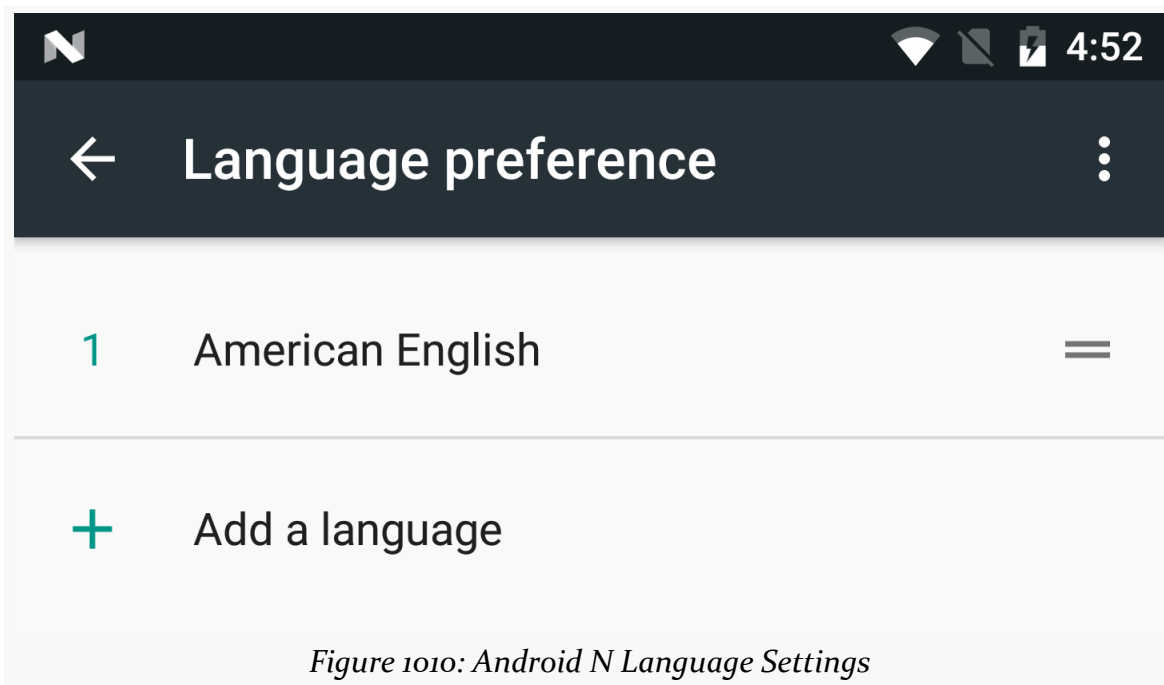 4:52
Language preference
1 American English
Add a language
Figure 1010: Android N Language Settings